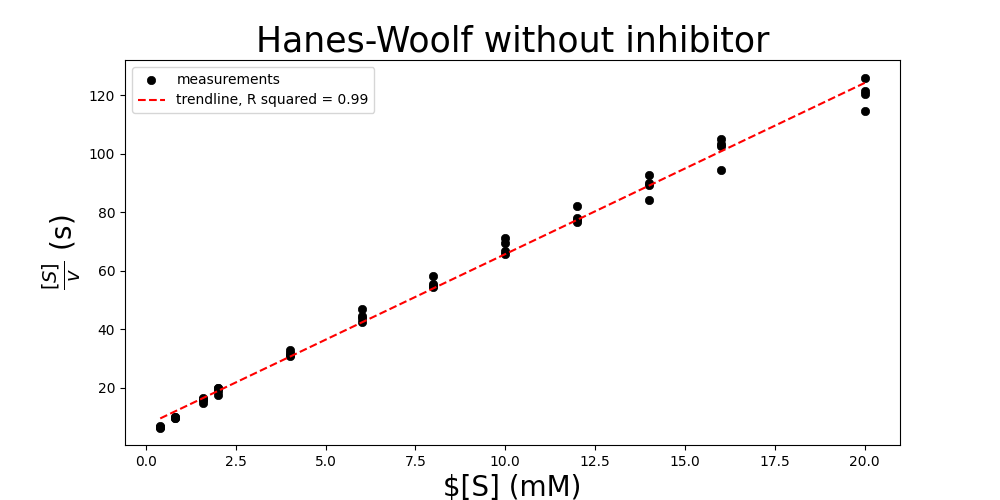 Hanes-Woolf without inhibitor
measurements
trendline, R squared = 0.99
120
100
80
60
40
20
[S]/v (s)
0.0 2.5 5.0 7.5 10.0 12.5 15.0 17.5 20.0
$[S] (mM)